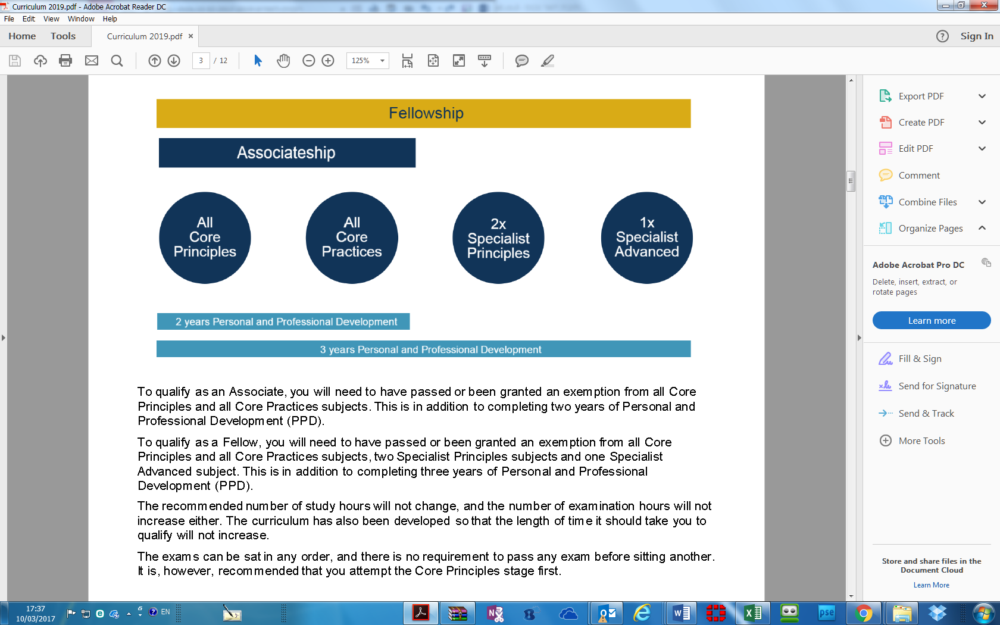 Curriculum 2019.pdf - Adobe Acrobat Reader DC
File Edit View Window Help
Home Tools Curriculum 2019.pdf × ? Sign In
3 / 12 125%
Fellowship
Associateship
All
Core
Principles
All
Core
Practices
2x
Specialist
Principles
1x
Specialist
Advanced
2 years Personal and Professional Development
3 years Personal and Professional Development
To qualify as an Associate, you will need to have passed or been granted an exemption from all Core
Principles and all Core Practices subjects. This is in addition to completing two years of Personal and
Professional Development (PPD).
To qualify as a Fellow, you will need to have passed or been granted an exemption from all Core
Principles and all Core Practices subjects, two Specialist Principles subjects and one Specialist
Advanced subject. This is in addition to completing three years of Personal and Professional
Development (PPD).
The recommended number of study hours will not change, and the number of examination hours will not
increase either. The curriculum has also been developed so that the length of time it should take you to
qualify will not increase.
The exams can be sat in any order, and there is no requirement to pass any exam before sitting another.
It is, however, recommended that you attempt the Core Principles stage first.
Export PDF
Create PDF
Edit PDF
Comment
Combine Files
Organize Pages
Adobe Acrobat Pro DC
Delete, insert, extract, or
rotate pages
Learn more
Fill & Sign
Send for Signature
Send & Track
More Tools
Store and share files in the
Document Cloud
Learn More
17:37
10/03/2017
EN
pse